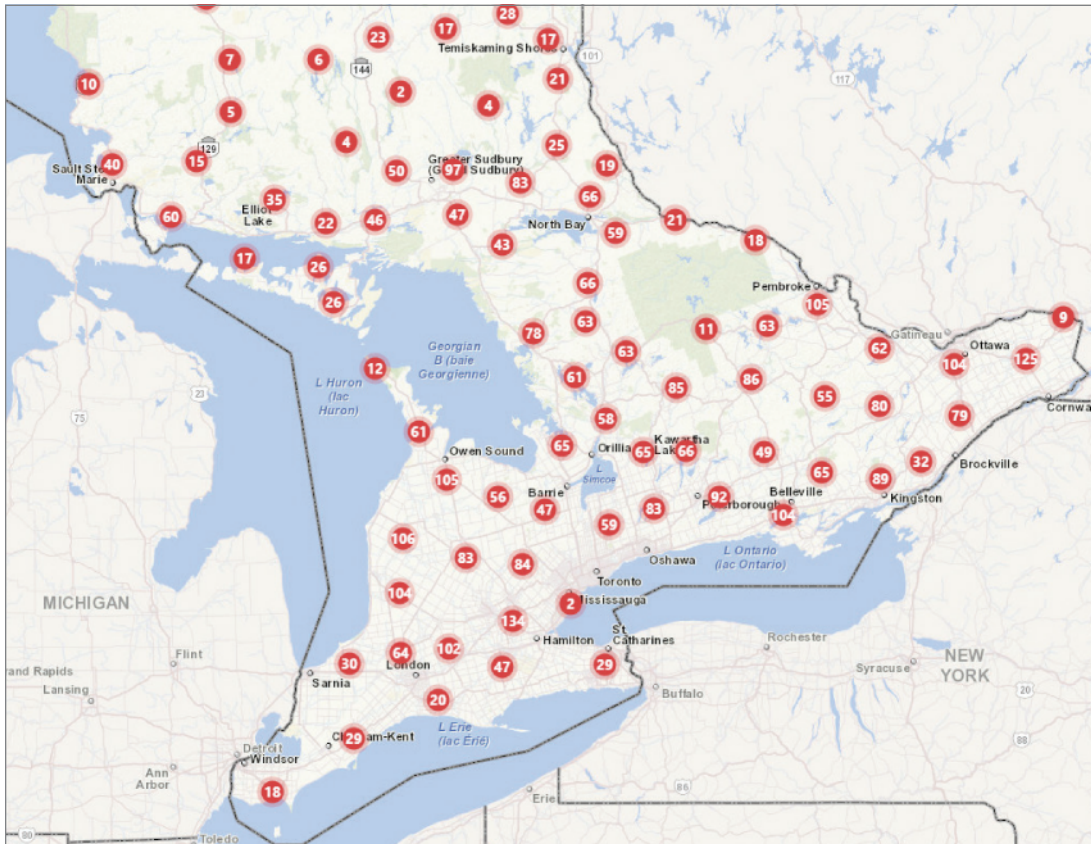 28
17
23
17
Temiskaming Shores
101
7
6
144
21
117
10
2
4
5
4
25
129
15
40
Sault Ste
Marie
50
Greater Sudbury
97
19
83
35
Elliot
Lake
66
60
22
46
47
North Bay
59
21
18
43
17
26
66
Pembroke
105
26
9
78
63
11
63
Gatineau
62
Ottawa
104
125
Georgian
B (baie
Georgienne)
63
12
L Huron
(lac
Huron)
61
85
86
55
80
79
Cornw
23
75
58
61
65
Orillia
65
Kawartha
66
49
Owen Sound
105
L
Simcoe
65
32
Brockville
89
Kingston
56
Barrie
47
92
Peterborough
Belleville
104
83
59
106
83
84
Oshawa
L Ontario
(lac Ontario)
Toronto
104
MICHIGAN
2
Mississauga
134
Hamilton
St.
Catharines
Rochester
64
102
30
47
29
London
Sarnia
Flint
rand Rapids
Lansing
Syracuse
NEW
YORK
Buffalo
20
20
L Erie
(lac Érié)
29
Chatham-Kent
88
Detroit
Windsor
Ann
Arbor
18
86
Erie
80
Toledo